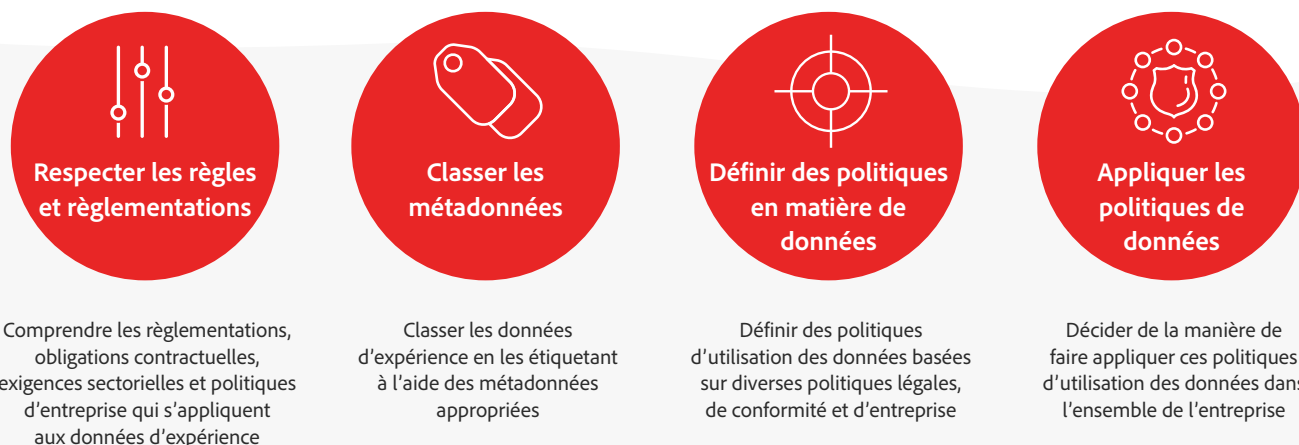 Respecter les règles
et règlementations
Comprendre les règlementations,
obligations contractuelles,
exigences sectorielles et politiques
d'entreprise qui s'appliquent
aux données d'expérience
Classer les
métadonnées
Classer les données
d'expérience en les étiquetant
à l'aide des métadonnées
appropriées
Définir des politiques
en matière de
données
Définir des politiques
d'utilisation des données basées
sur diverses politiques légales,
de conformité et d'entreprise
Appliquer les
politiques de
données
Décider de la manière de
faire appliquer ces politiques
d'utilisation des données dans
l'ensemble de l'entreprise